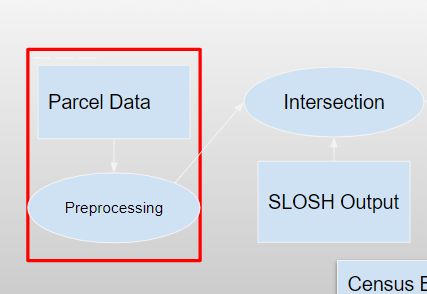 Parcel Data
Intersection
Preprocessing
SLOSH Output
Census